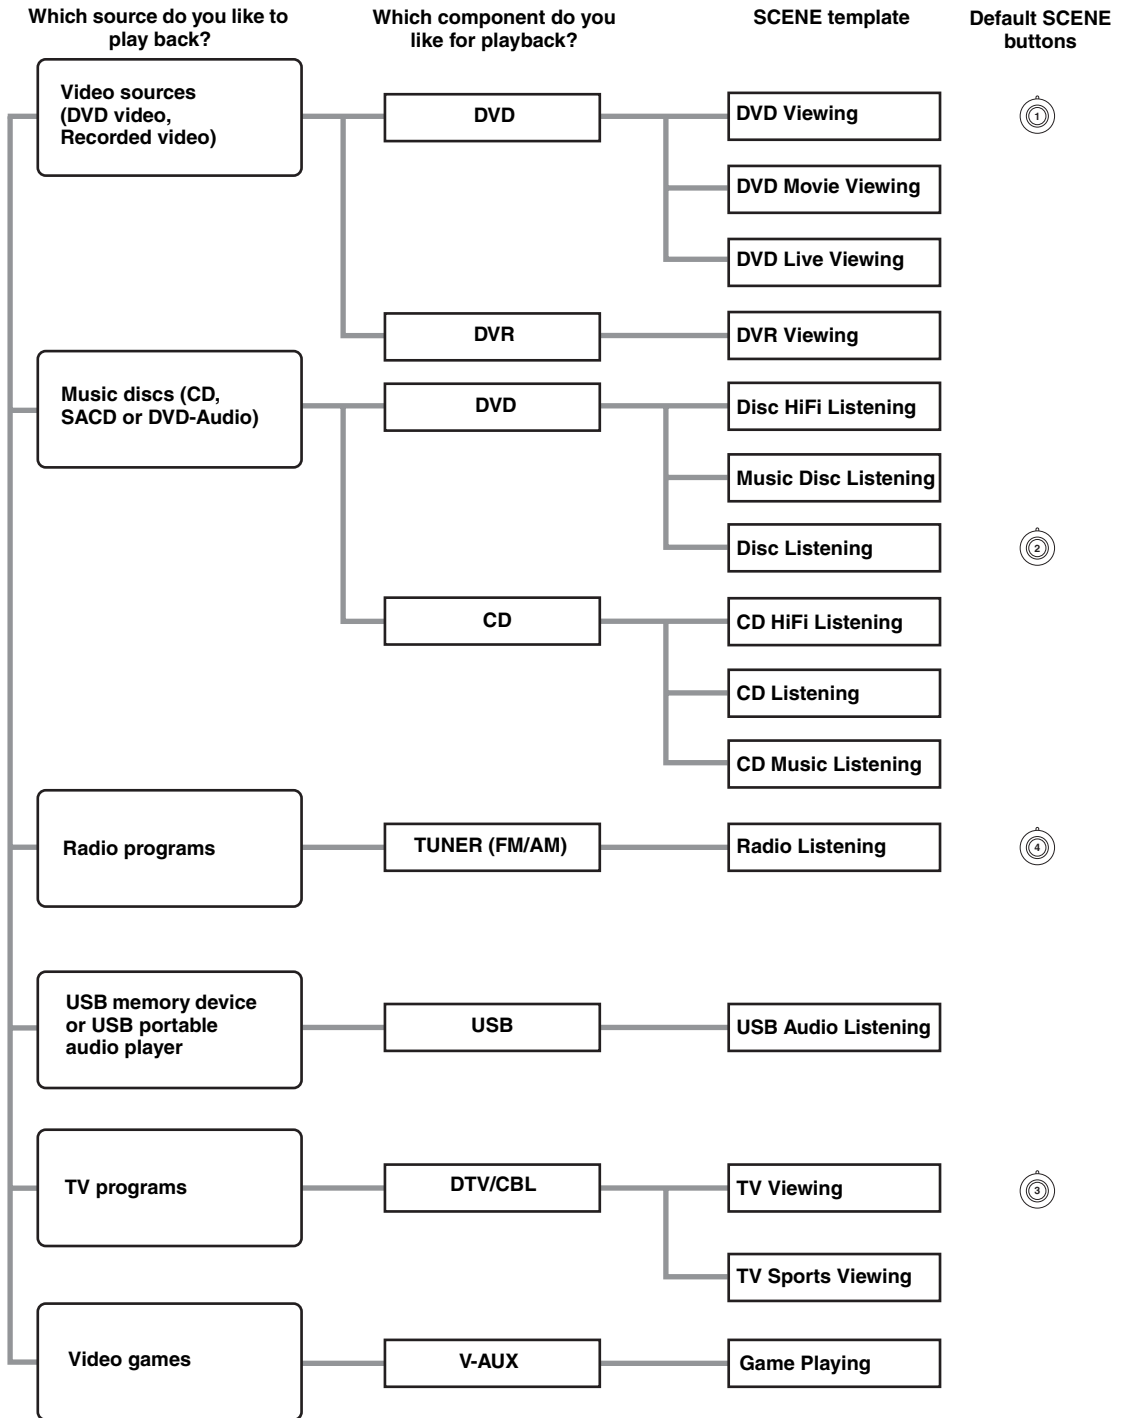 Which source do you like to
play back?
Which component do you
like for playback?
SCENE template
Default SCENE
buttons
Video sources
(DVD video,
Recorded video)
DVD
DVD Viewing
1
DVD Movie Viewing
DVD Live Viewing
DVR
DVR Viewing
Music discs (CD,
SACD or DVD-Audio)
DVD
Disc HiFi Listening
Music Disc Listening
Disc Listening
2
CD
CD HiFi Listening
CD Listening
CD Music Listening
Radio programs
TUNER (FM/AM)
Radio Listening
4
USB memory device
or USB portable
audio player
USB
USB Audio Listening
TV programs
DTV/CBL
TV Viewing
3
TV Sports Viewing
Video games
V-AUX
Game Playing